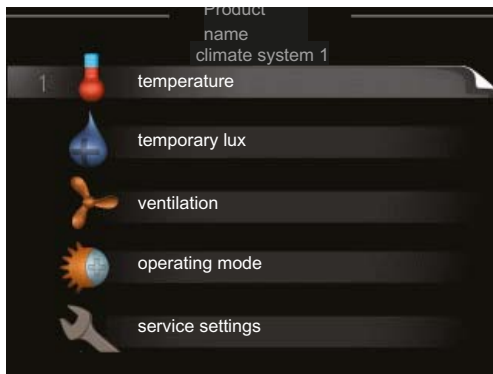 Product
name
climate system 1
1 temperature
temporary lux
ventilation
operating mode
service settings